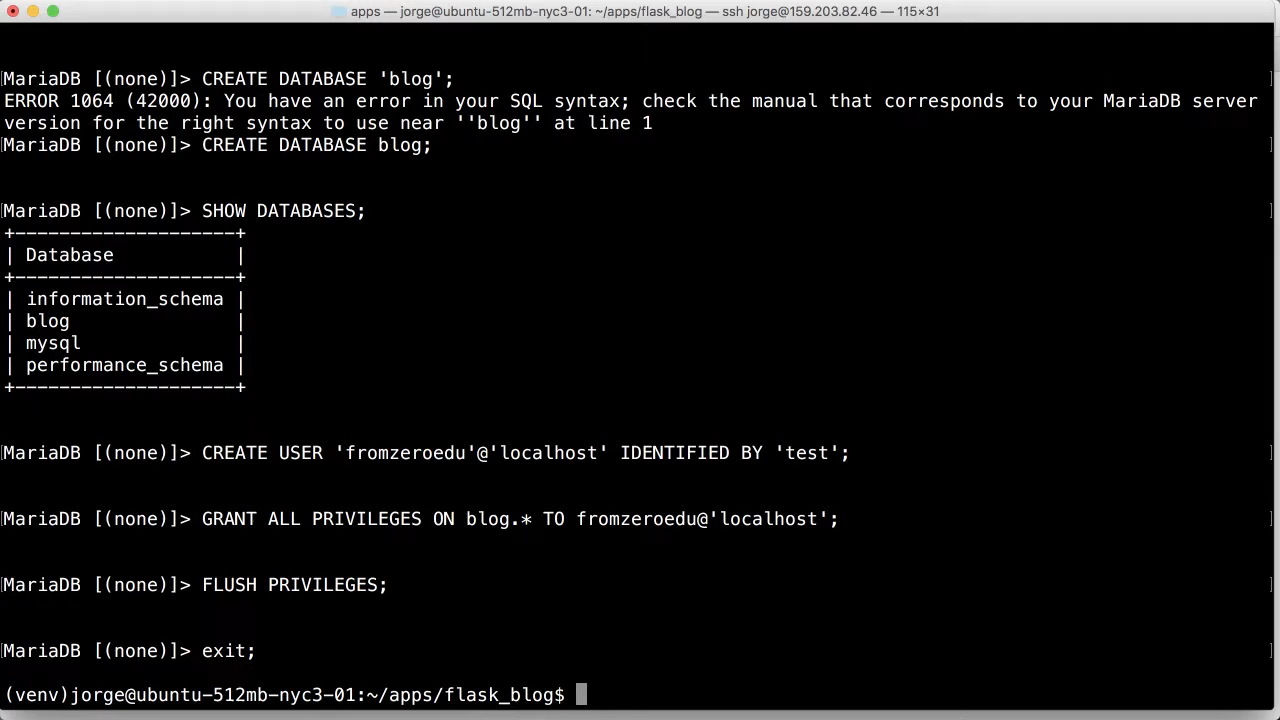 apps — jorge@ubuntu-512mb-nyc3-01: ~/apps/flask_blog — ssh jorge@159.203.82.46 — 115×31
[MariaDB [(none)]> CREATE DATABASE 'blog'; ]
ERROR 1064 (42000): You have an error in your SQL syntax; check the manual that corresponds to your MariaDB server
version for the right syntax to use near ''blog'' at line 1
[MariaDB [(none)]> CREATE DATABASE blog; ]
[MariaDB [(none)]> SHOW DATABASES; ]
+--------------------+
| Database           |
+--------------------+
| information_schema |
| blog               |
| mysql              |
| performance_schema |
+--------------------+
[MariaDB [(none)]> CREATE USER 'fromzeroedu'@'localhost' IDENTIFIED BY 'test'; ]
[MariaDB [(none)]> GRANT ALL PRIVILEGES ON blog.* TO fromzeroedu@'localhost'; ]
[MariaDB [(none)]> FLUSH PRIVILEGES; ]
[MariaDB [(none)]> exit; ]
(venv)jorge@ubuntu-512mb-nyc3-01:~/apps/flask_blog$